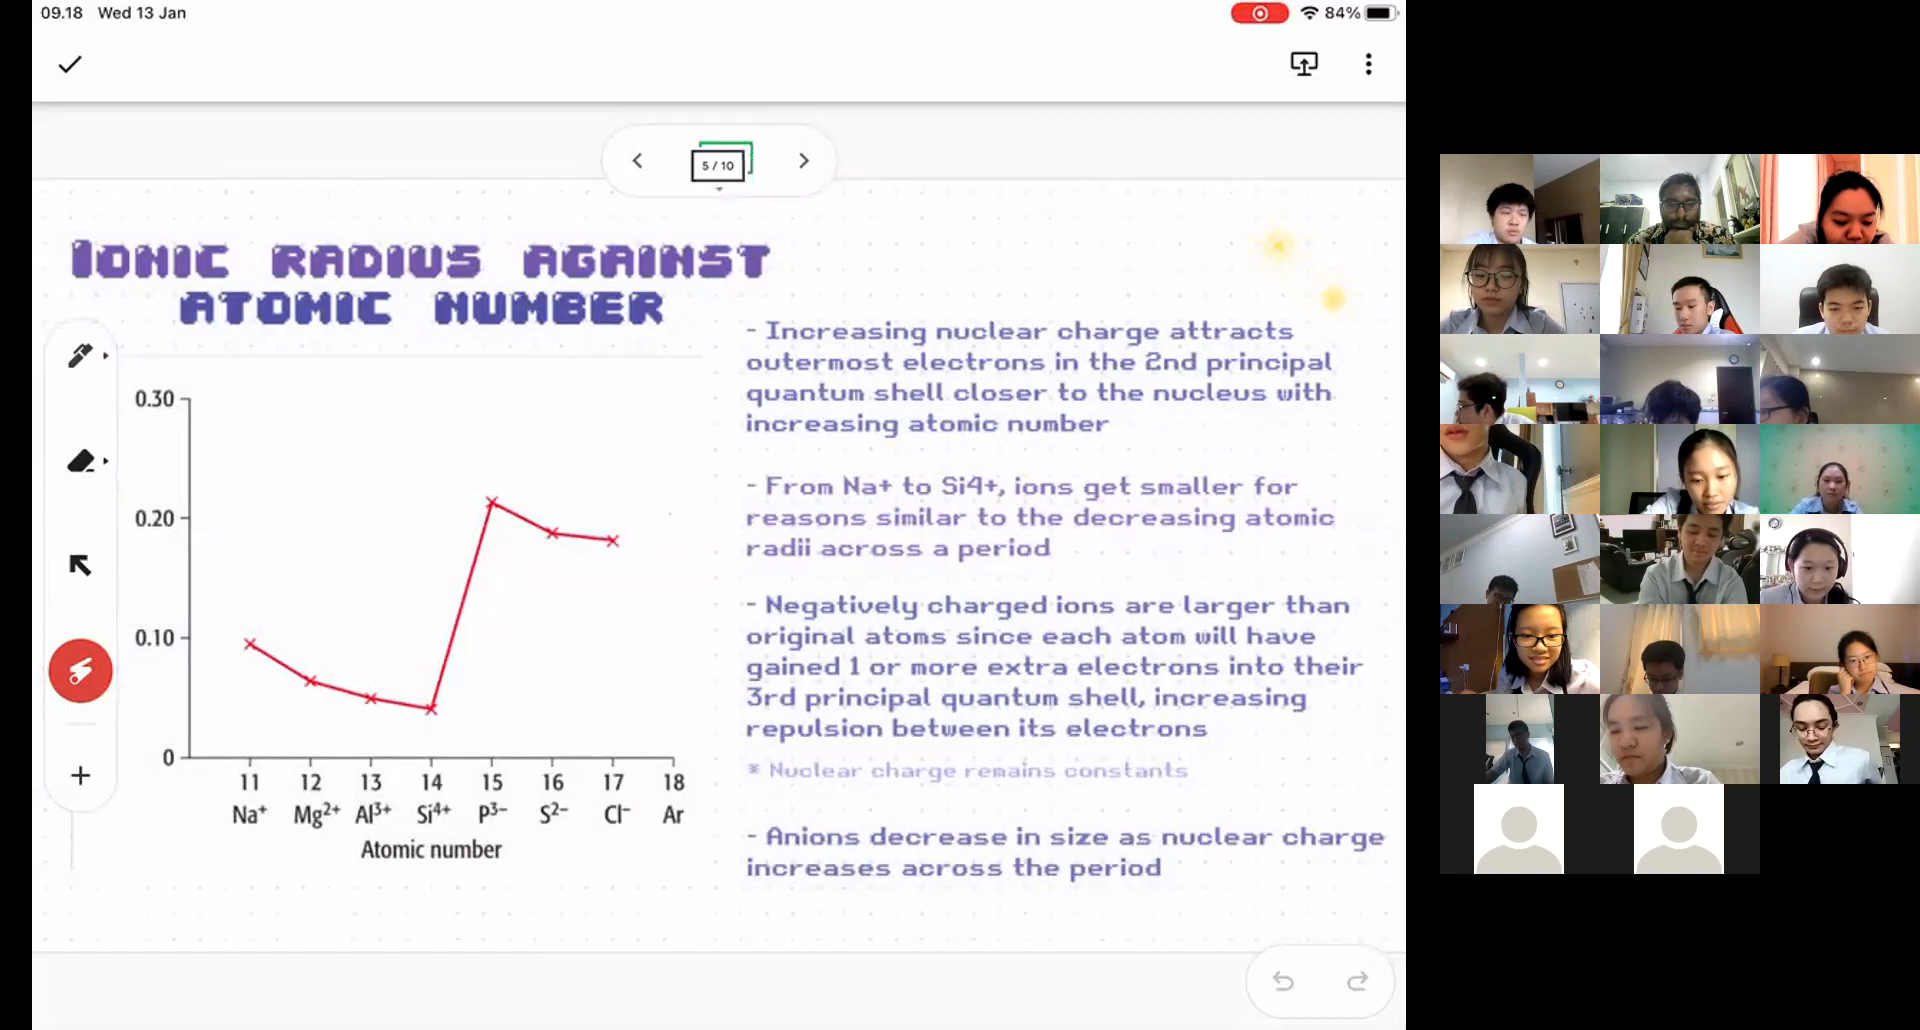 09.18 Wed 13 Jan
84%
5 / 10
IONIC RADIUS AGAINST
ATOMIC NUMBER
0.30
0.20
0.10
0
11 12 13 14 15 16 17 18
Na⁺ Mg²⁺ Al³⁺ Si⁴⁺ P³⁻ S²⁻ Cl⁻ Ar
Atomic number
- Increasing nuclear charge attracts
outermost electrons in the 2nd principal
quantum shell closer to the nucleus with
increasing atomic number
- From Na+ to Si4+, ions get smaller for
reasons similar to the decreasing atomic
radii across a period
- Negatively charged ions are larger than
original atoms since each atom will have
gained 1 or more extra electrons into their
3rd principal quantum shell, increasing
repulsion between its electrons
* Nuclear charge remains constants
- Anions decrease in size as nuclear charge
increases across the period